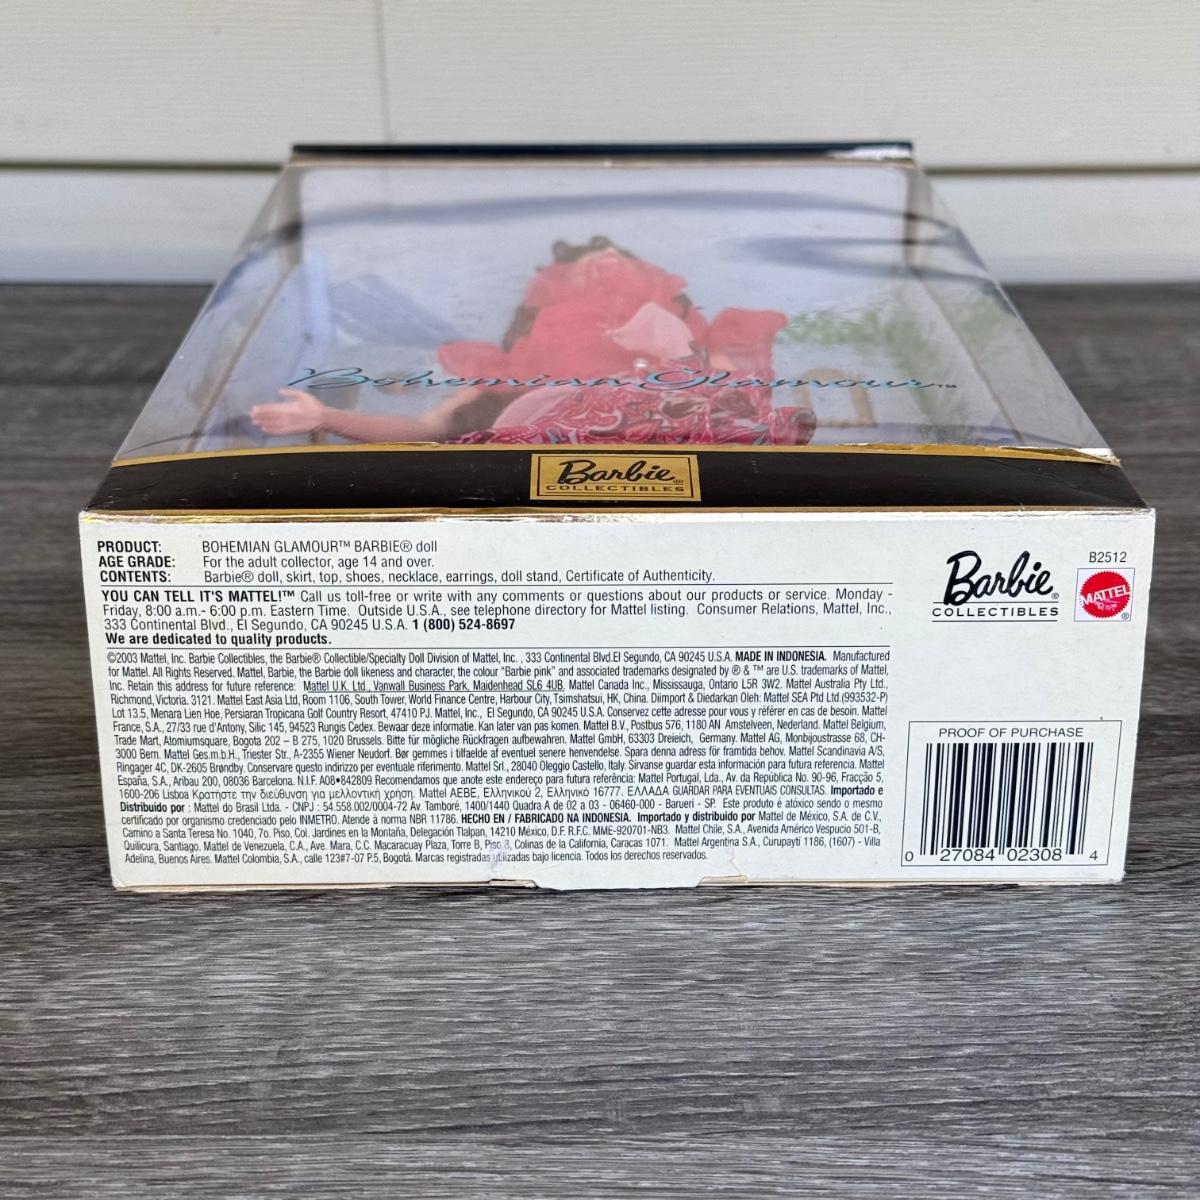 Bohemian Glamour™
Barbie®
COLLECTIBLES
PRODUCT: BOHEMIAN GLAMOUR™ BARBIE® doll
AGE GRADE: For the adult collector, age 14 and over.
CONTENTS: Barbie® doll, skirt, top, shoes, necklace, earrings, doll stand, Certificate of Authenticity.
YOU CAN TELL IT'S MATTEL!™ Call us toll-free or write with any comments or questions about our products or service. Monday -
Friday, 8:00 a.m.- 6:00 p.m. Eastern Time. Outside U.S.A., see telephone directory for Mattel listing. Consumer Relations, Mattel, Inc.,
333 Continental Blvd., El Segundo, CA 90245 U.S.A. 1 (800) 524-8697
We are dedicated to quality products.
©2003 Mattel, Inc. Barbie Collectibles, the Barbie® Collectible/Specialty Doll Division of Mattel, Inc. , 333 Continental Blvd.El Segundo, CA 90245 U.S.A. MADE IN INDONESIA. Manufactured
for Mattel. All Rights Reserved. Mattel, Barbie, the Barbie doll likeness and character, the colour "Barbie pink" and associated trademarks designated by ® & ™ are U.S. trademarks of Mattel,
Inc. Retain this address for future reference: Mattel U.K. Ltd., Vanwall Business Park, Maidenhead SL6 4UB. Mattel Canada Inc., Mississauga, Ontario L5R 3W2. Mattel Australia Pty Ltd.,
Richmond, Victoria. 3121. Mattel East Asia Ltd, Room 1106, South Tower, World Finance Centre, Harbour City, Tsimshatsui, HK, China. Diimport & Diedarkan Oleh: Mattel SEA Ptd Ltd (993532-P)
Lot 13.5, Menara Lien Hoe, Persiaran Tropicana Golf Country Resort, 47410 PJ. Mattel, Inc., El Segundo, CA 90245 U.S.A. Conservez cette adresse pour vous y référer en cas de besoin. Mattel
France, S.A., 27/33 rue d'Antony, Silic 145, 94523 Rungis Cedex. Bewaar deze informatie. Kan later van pas komen. Mattel B.V., Postbus 576, 1180 AN Amstelveen, Nederland. Mattel Belgium,
Trade Mart, Atomiumsquare, Bogota 202 – B 275, 1020 Brussels. Bitte für mögliche Rückfragen aufbewahren. Mattel GmbH, 63303 Dreieich, Germany. Mattel AG, Monbijoustrasse 68, CH-
3000 Bern. Mattel Ges.m.b.H., Triester Str., A-2355 Wiener Neudorf. Bør gemmes i tilfælde af eventuel senere henvendelse. Spara denna adress för framtida behov. Mattel Scandinavia A/S,
Ringager 4C, DK-2605 Brøndby. Conservare questo indirizzo per eventuale riferimento. Mattel Srl., 28040 Oleggio Castello, Italy. Sírvanse guardar esta información para futura referencia. Mattel
España, S.A., Aribau 200, 08036 Barcelona. N.I.F. A08•842809 Recomendamos que anote este endereço para futura referência: Mattel Portugal, Lda., Av. da República No. 90-96, Fracção 5,
1600-206 Lisboa Κρατήστε την διεύθυνση για μελλοντική χρήση. Mattel AEBE, Ελληνικού 2, Ελληνικό 16777. ΕΛΛΑΔΑ GUARDAR PARA EVENTUAIS CONSULTAS. Importado e
Distribuido por : Mattel do Brasil Ltda. - CNPJ : 54.558.002/0004-72 Av. Tamboré, 1400/1440 Quadra A de 02 a 03 - 06460-000 - Barueri - SP. Este produto é atóxico sendo o mesmo
certificado por organismo credenciado pelo INMETRO. Atende à norma NBR 11786. HECHO EN / FABRICADO NA INDONESIA. Importado y distribuido por Mattel de México, S.A. de C.V.,
Camino a Santa Teresa No. 1040, 7o. Piso, Col. Jardines en la Montaña, Delegación Tlalpan, 14210 México, D.F. R.F.C. MME-920701-NB3. Mattel Chile, S.A., Avenida Américo Vespucio 501-B,
Quilicura, Santiago. Mattel de Venezuela, C.A., Ave. Mara, C.C. Macaracuay Plaza, Torre B, Piso 8, Colinas de la California, Caracas 1071. Mattel Argentina S.A., Curupaytí 1186, (1607) - Villa
Adelina, Buenos Aires. Mattel Colombia, S.A., calle 123#7-07 P.5, Bogotá. Marcas registradas utilizadas bajo licencia. Todos los derechos reservados.
Barbie®
COLLECTIBLES
B2512
MATTEL®
PROOF OF PURCHASE
0 27084 02308 4